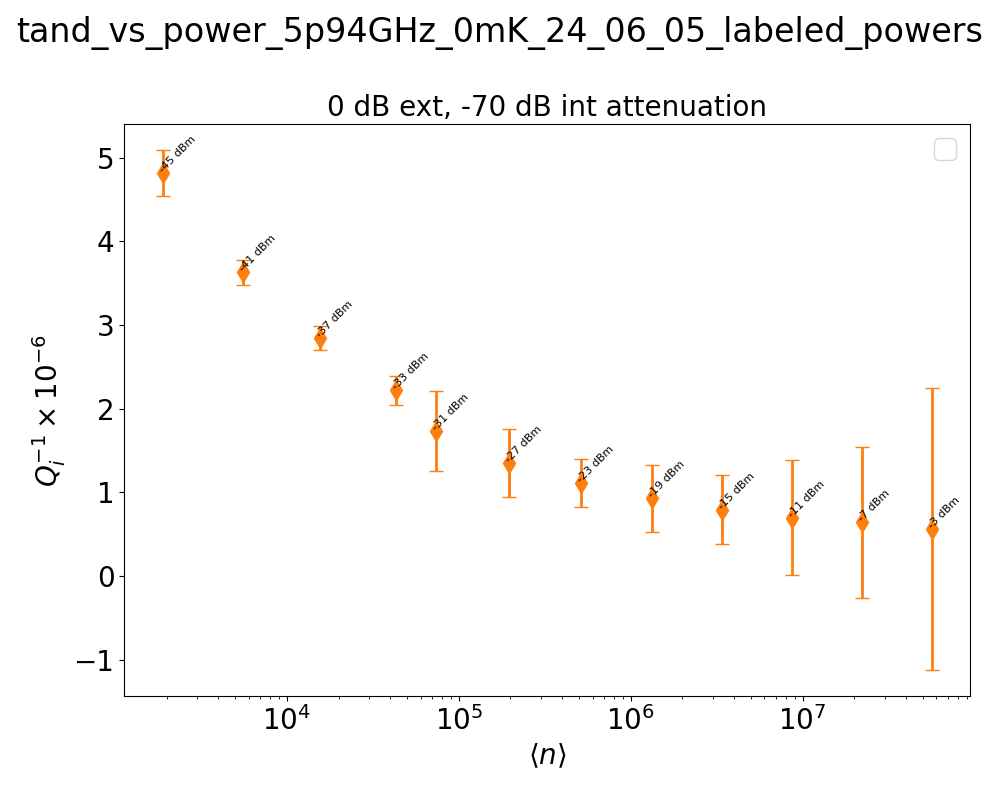 tand_vs_power_5p94GHz_0mK_24_06_05_labeled_powers
0 dB ext, -70 dB int attenuation
5
4
3
2
1
0
−1
Q_i^{−1} × 10^{−6}
-45 dBm
-41 dBm
-37 dBm
-33 dBm
-31 dBm
-27 dBm
-23 dBm
-19 dBm
-15 dBm
-11 dBm
-7 dBm
-3 dBm
10^4
10^5
10^6
10^7
⟨n⟩